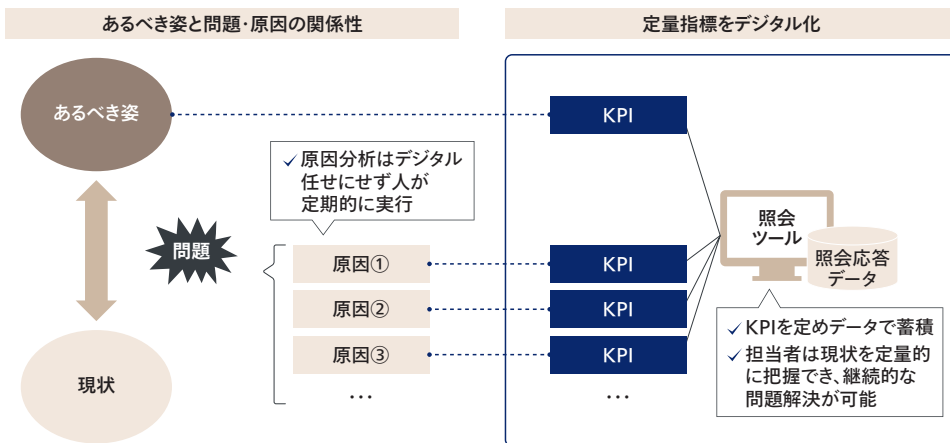 あるべき姿と問題・原因の関係性
定量指標をデジタル化
あるべき姿
KPI
✓ 原因分析はデジタル
任せにせず人が
定期的に実行
問題
原因①
KPI
原因②
KPI
原因③
KPI
…
…
現状
照会
ツール
照会応答
データ
✓ KPIを定めデータで蓄積
✓ 担当者は現状を定量的
に把握でき、継続的な
問題解決が可能